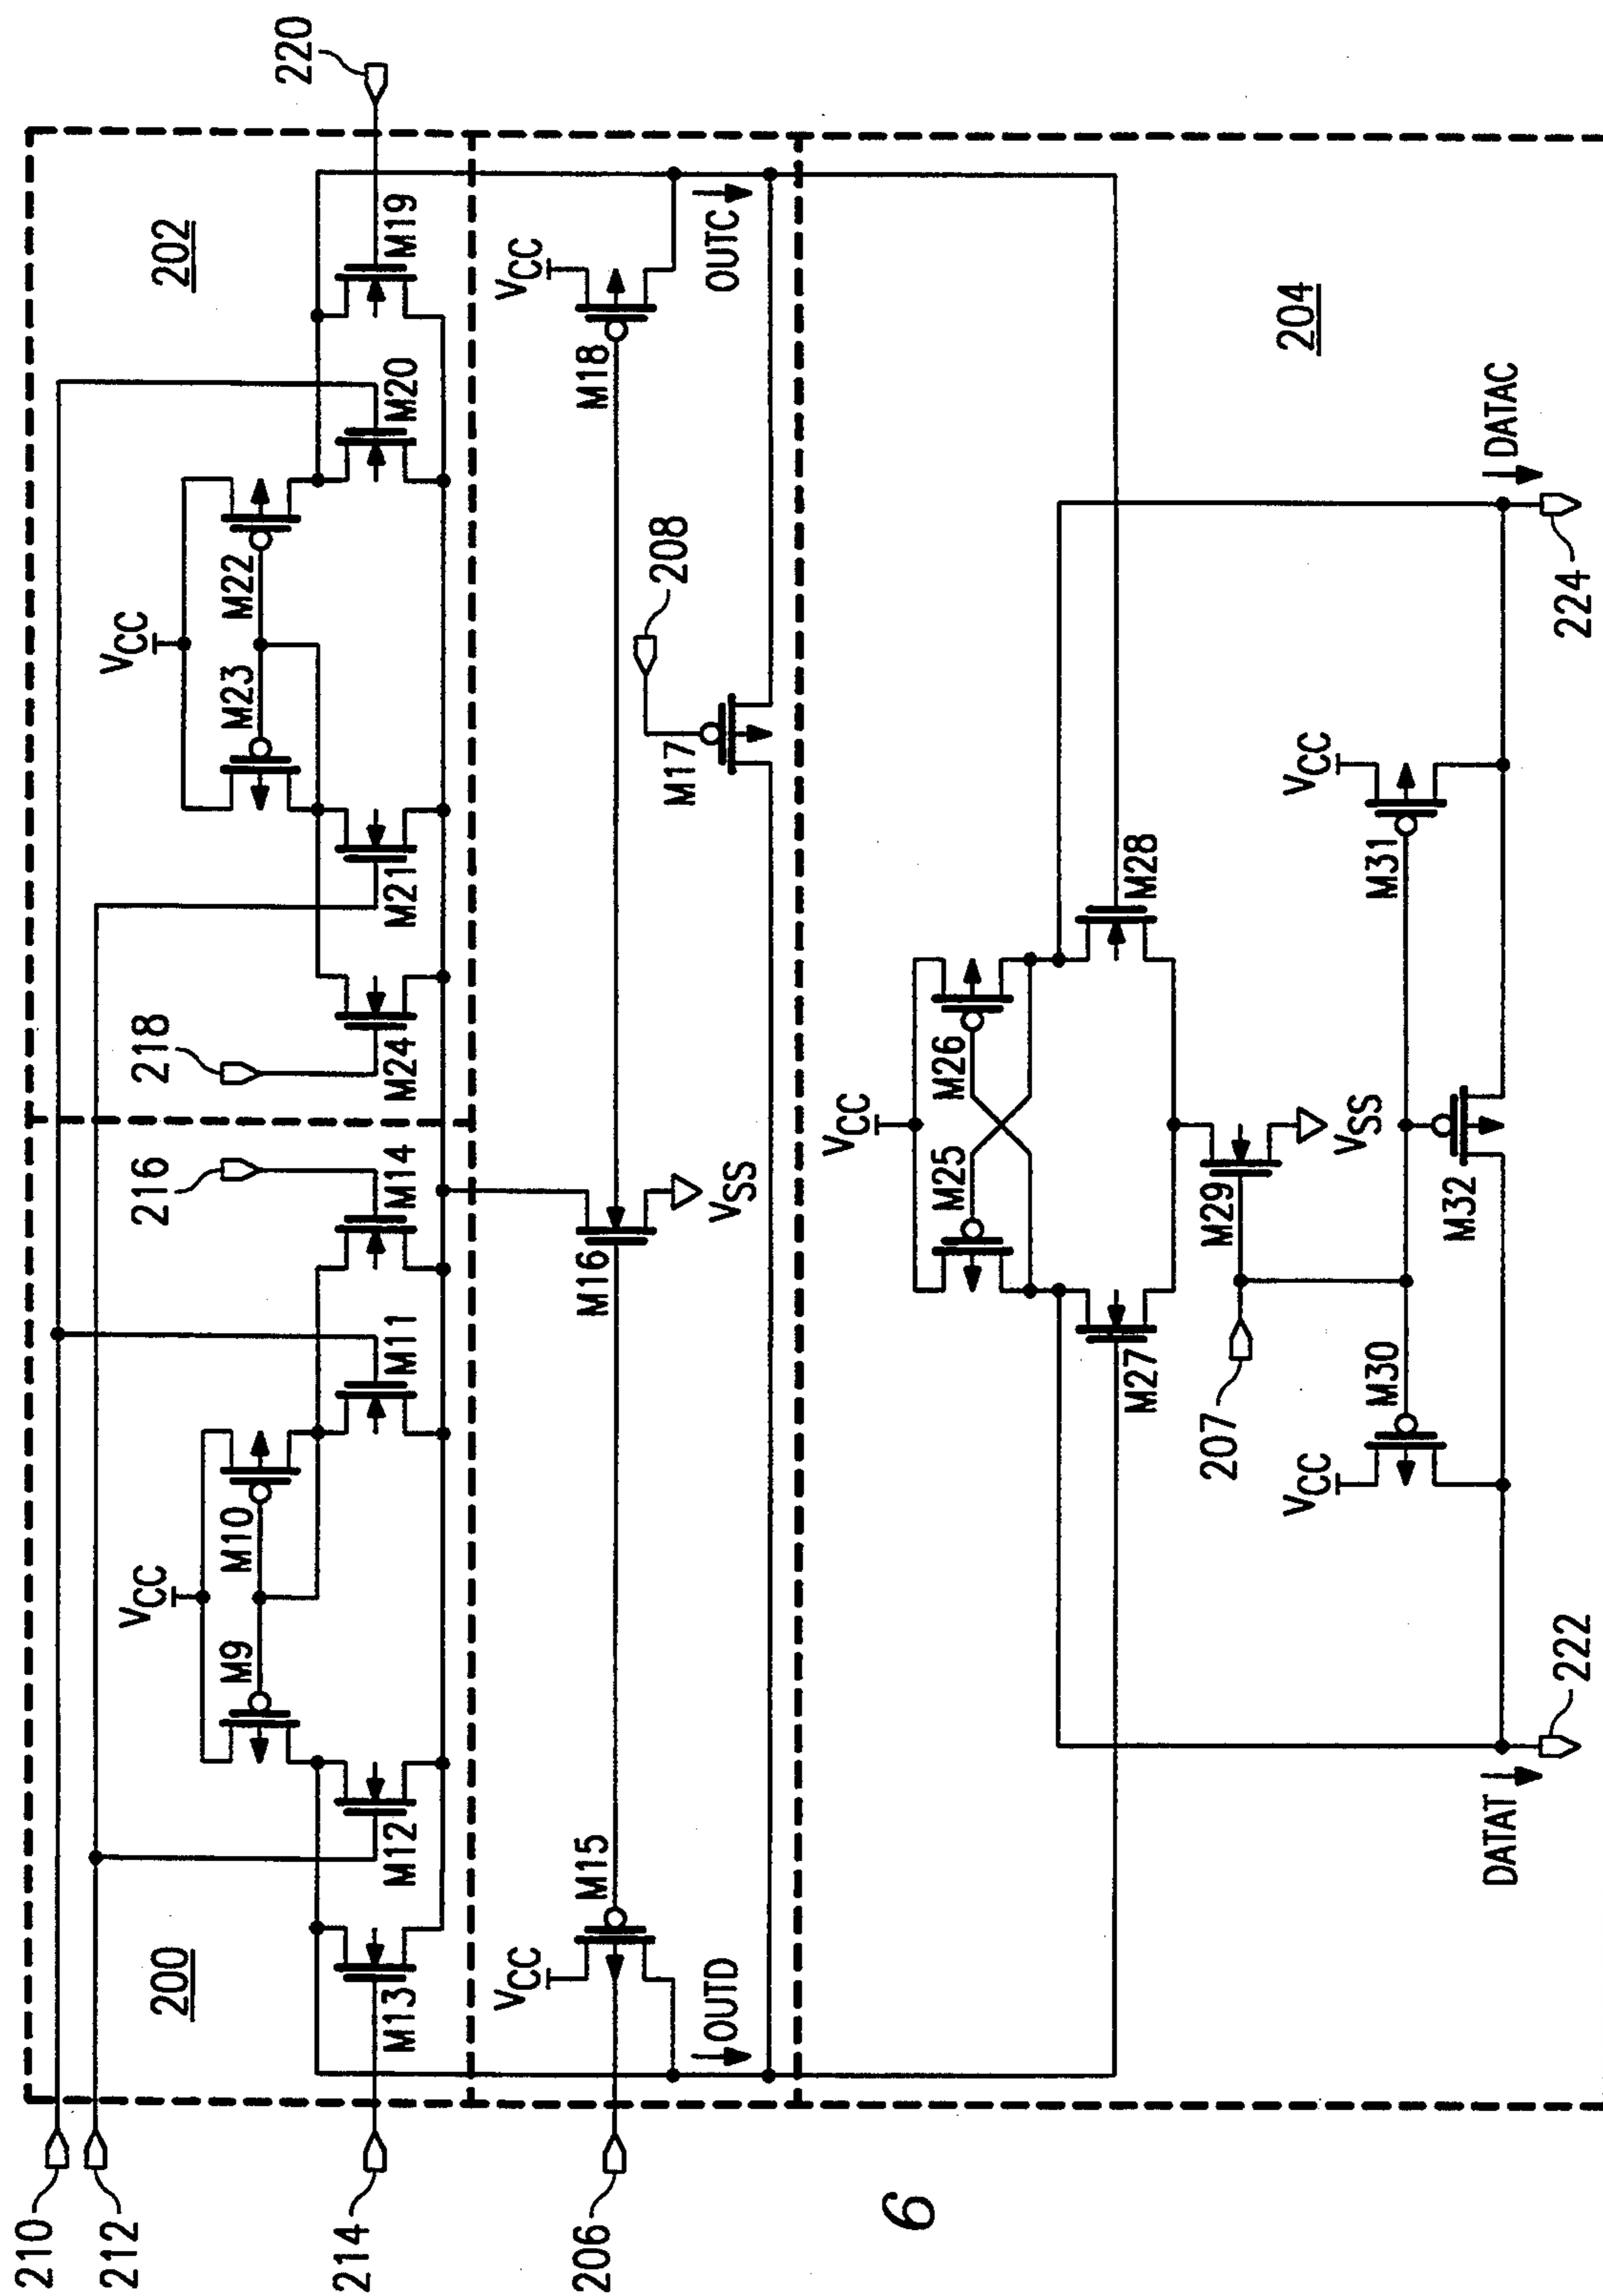 210
212
214
206
200
202
220
VCC
M9
M10
M11
M12
M13
M14
216
218
M24
VCC
M23
M22
M21
M20
M19
VCC
M15
M16
VSS
M17
208
M18
VCC
OUTD
OUTC
204
VCC
M25
M26
M27
M28
M29
VSS
207
VCC
M30
M32
M31
VCC
DATAT
222
DATAC
224
6